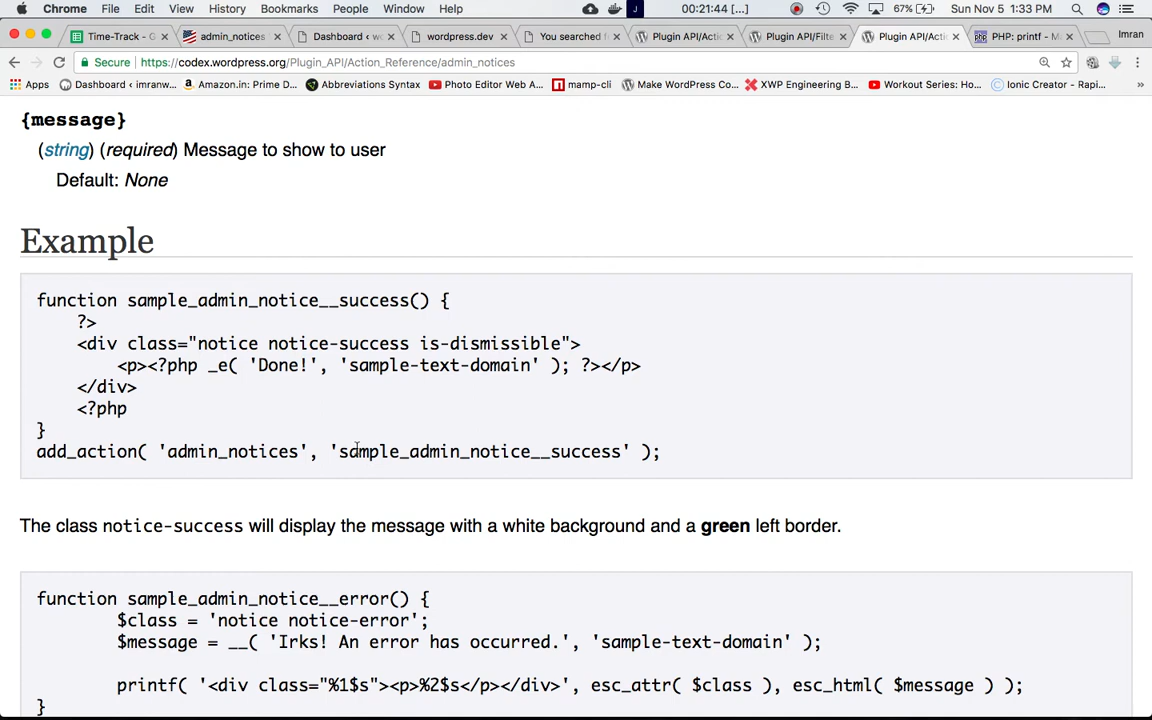 Chrome File Edit View History Bookmarks People Window Help 00:21:44 [...] 67% Sun Nov 5 1:33 PM
Time-Track - G admin_notices Dashboard ‹ wo wordpress.dev You searched fo Plugin API/Acti Plugin API/Filte Plugin API/Acti PHP: printf - Ma Imran
Secure https://codex.wordpress.org/Plugin_API/Action_Reference/admin_notices
Apps Dashboard ‹ imranw... Amazon.in: Prime D... Abbreviations Syntax Photo Editor Web A... mamp-cli Make WordPress Co... XWP Engineering B... Workout Series: Ho... Ionic Creator - Rapi... »
{message}
(string) (required) Message to show to user
Default: None
Example
function sample_admin_notice__success() {
?>
<div class="notice notice-success is-dismissible">
<p><?php _e( 'Done!', 'sample-text-domain' ); ?></p>
</div>
<?php
}
add_action( 'admin_notices', 'sample_admin_notice__success' );
The class notice-success will display the message with a white background and a green left border.
function sample_admin_notice__error() {
$class = 'notice notice-error';
$message = __( 'Irks! An error has occurred.', 'sample-text-domain' );
printf( '<div class="%1$s"><p>%2$s</p></div>', esc_attr( $class ), esc_html( $message ) );
}